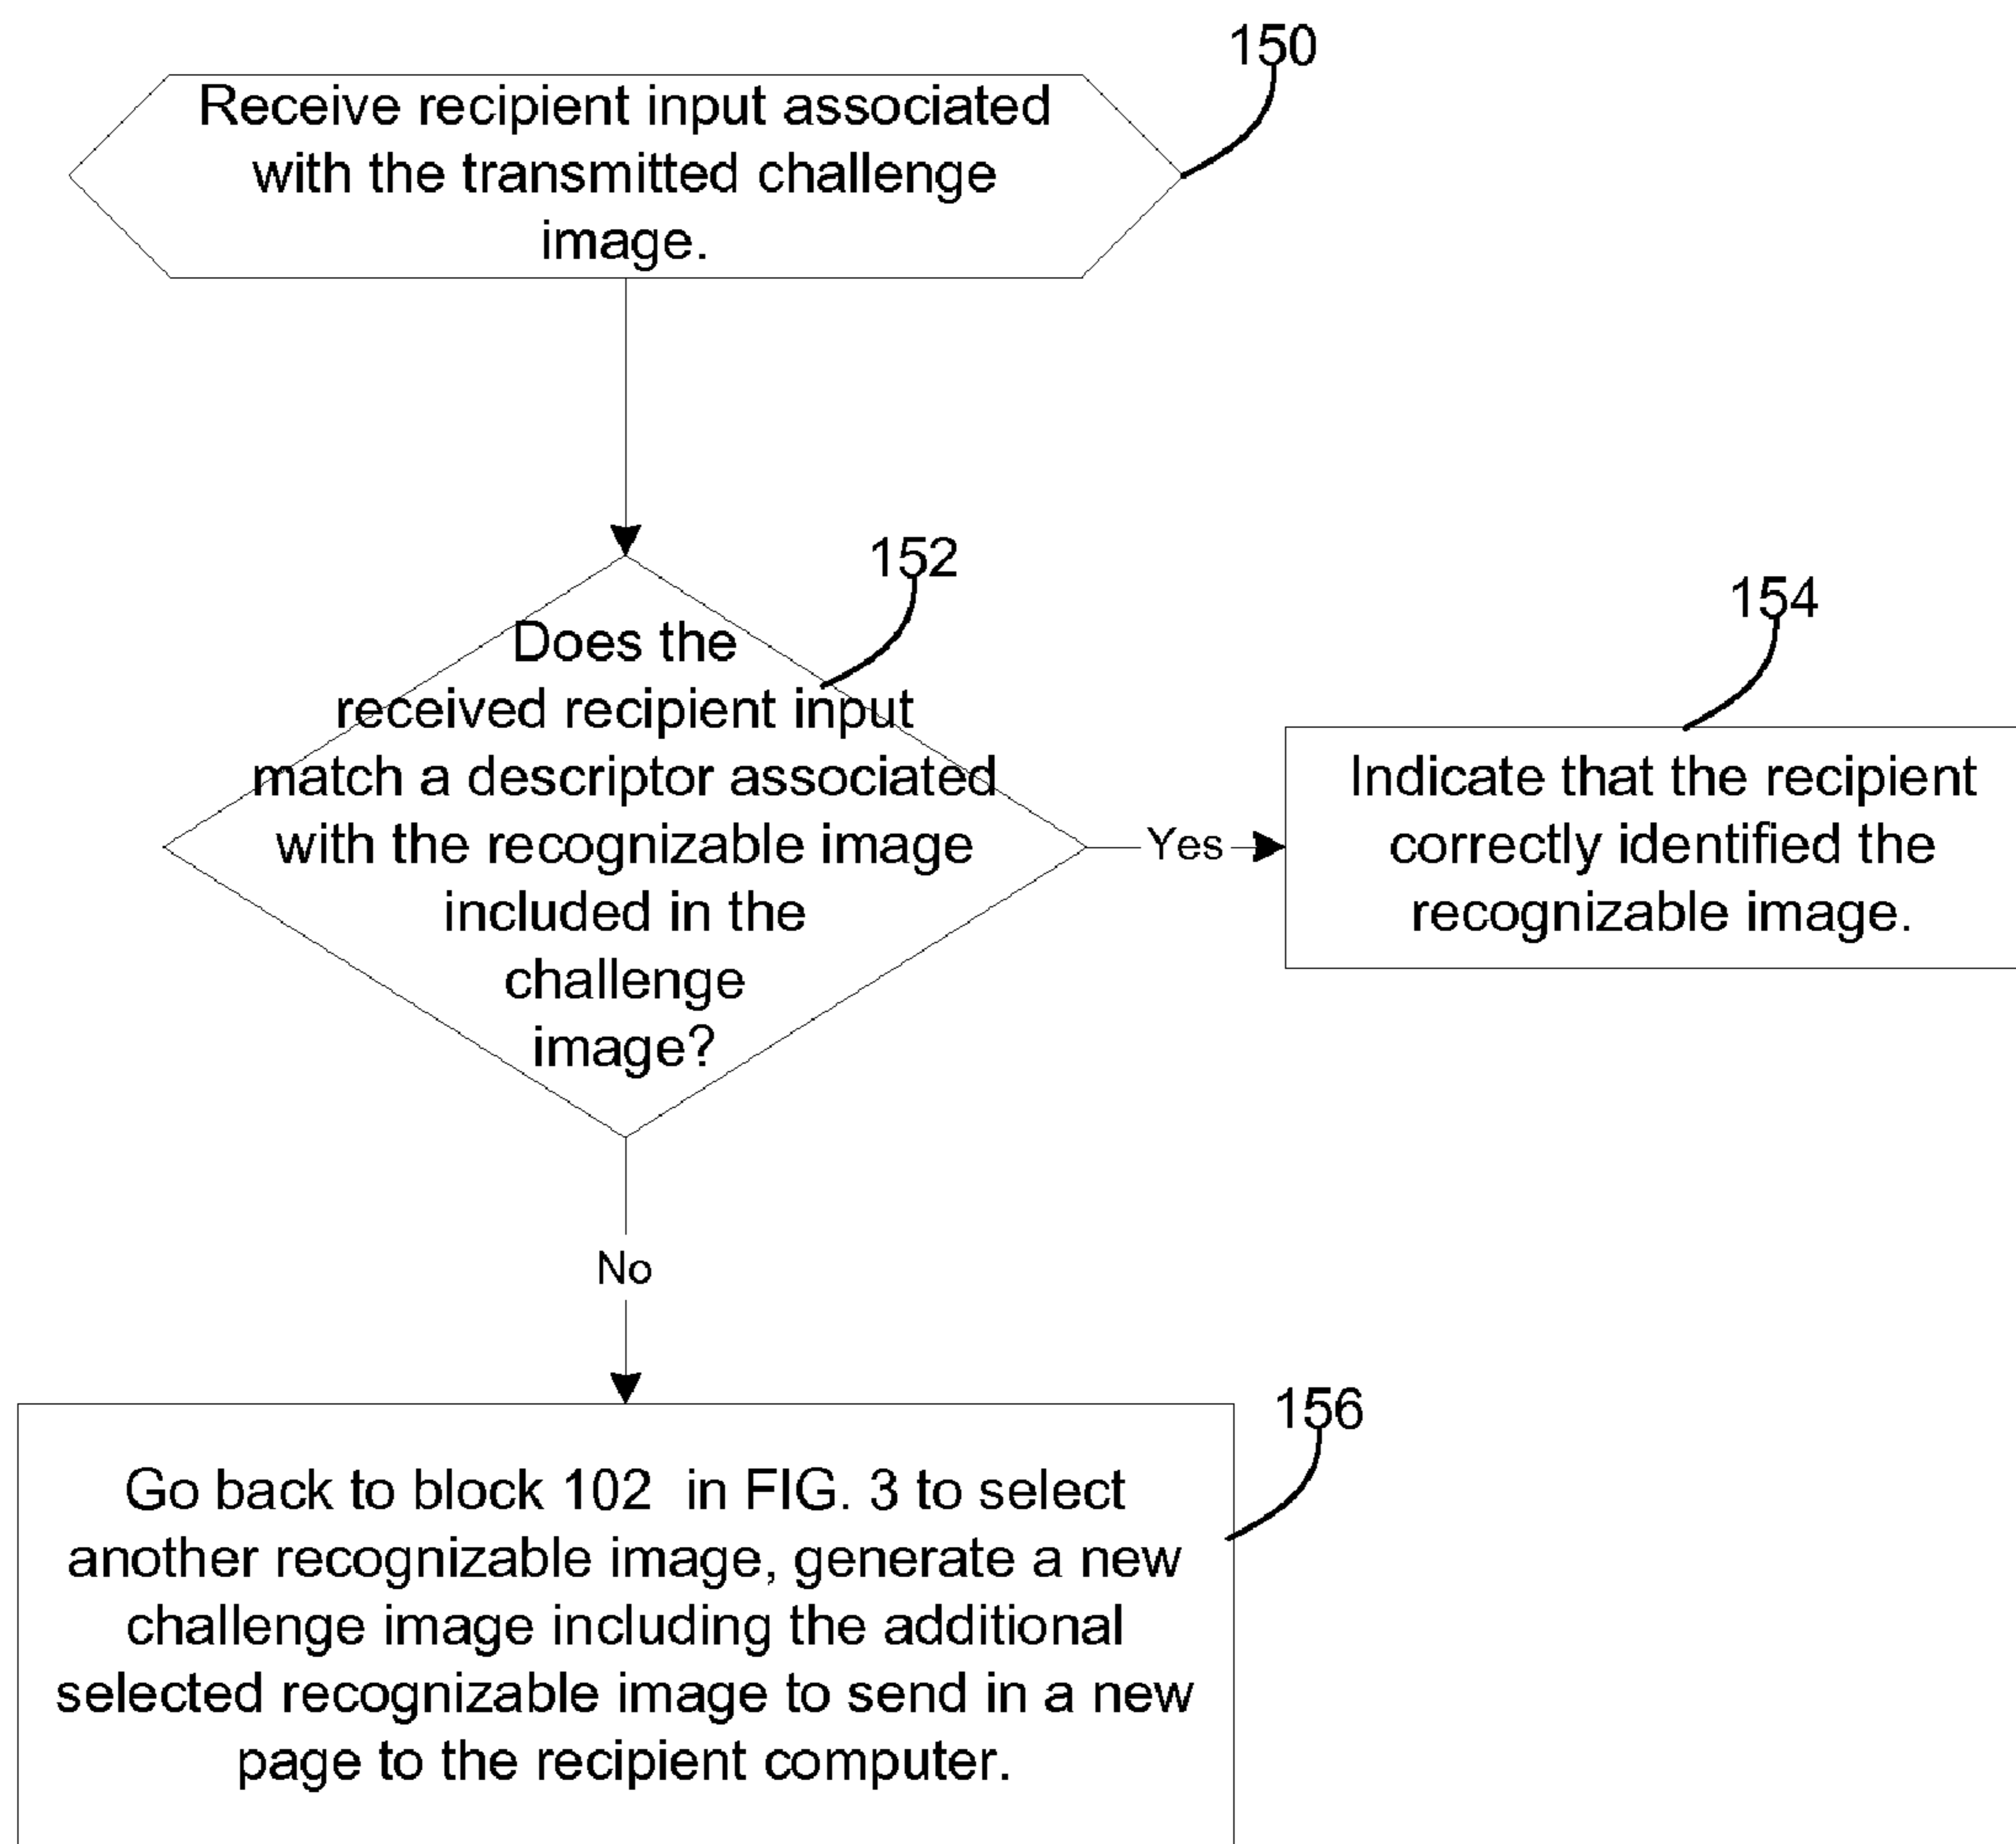 150
Receive recipient input associated
with the transmitted challenge
image.
152
Does the
received recipient input
match a descriptor associated
with the recognizable image
included in the
challenge
image?
Yes
154
Indicate that the recipient
correctly identified the
recognizable image.
No
156
Go back to block 102 in FIG. 3 to select
another recognizable image, generate a new
challenge image including the additional
selected recognizable image to send in a new
page to the recipient computer.